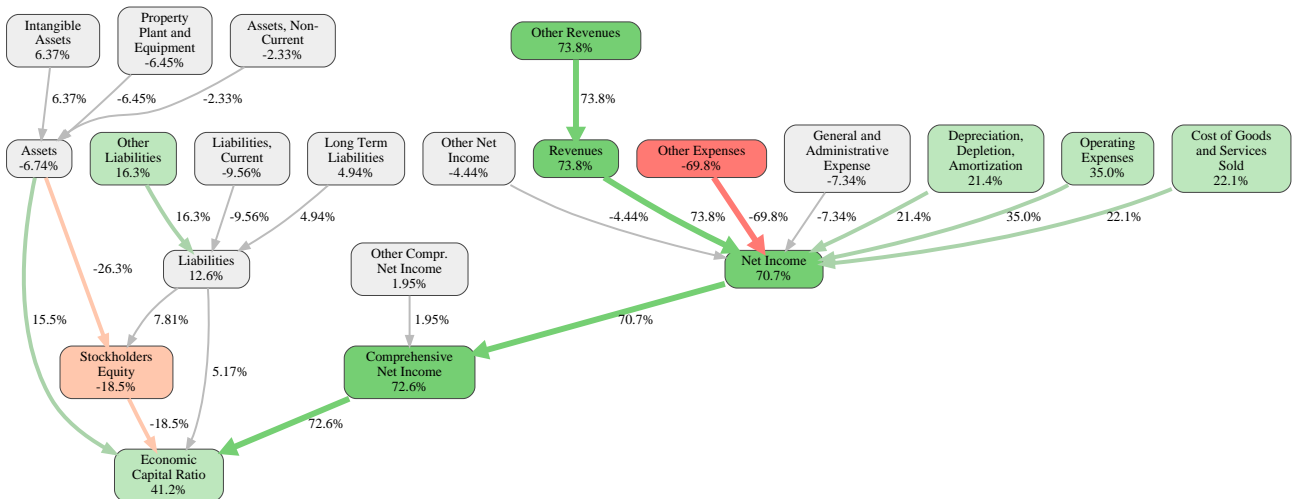 Intangible
Assets
6.37%
Property
Plant and
Equipment
-6.45%
Assets, Non-
Current
-2.33%
Other Revenues
73.8%
6.37%
-6.45%
-2.33%
73.8%
Assets
-6.74%
Other
Liabilities
16.3%
Liabilities,
Current
-9.56%
Long Term
Liabilities
4.94%
Other Net
Income
-4.44%
Revenues
73.8%
Other Expenses
-69.8%
General and
Administrative
Expense
-7.34%
Depreciation,
Depletion,
Amortization
21.4%
Operating
Expenses
35.0%
Cost of Goods
and Services
Sold
22.1%
16.3%
-9.56%
4.94%
-4.44%
73.8%
-69.8%
-7.34%
21.4%
35.0%
22.1%
-26.3%
Liabilities
12.6%
Other Compr.
Net Income
1.95%
Net Income
70.7%
15.5%
7.81%
1.95%
70.7%
Stockholders
Equity
-18.5%
5.17%
Comprehensive
Net Income
72.6%
-18.5%
72.6%
Economic
Capital Ratio
41.2%